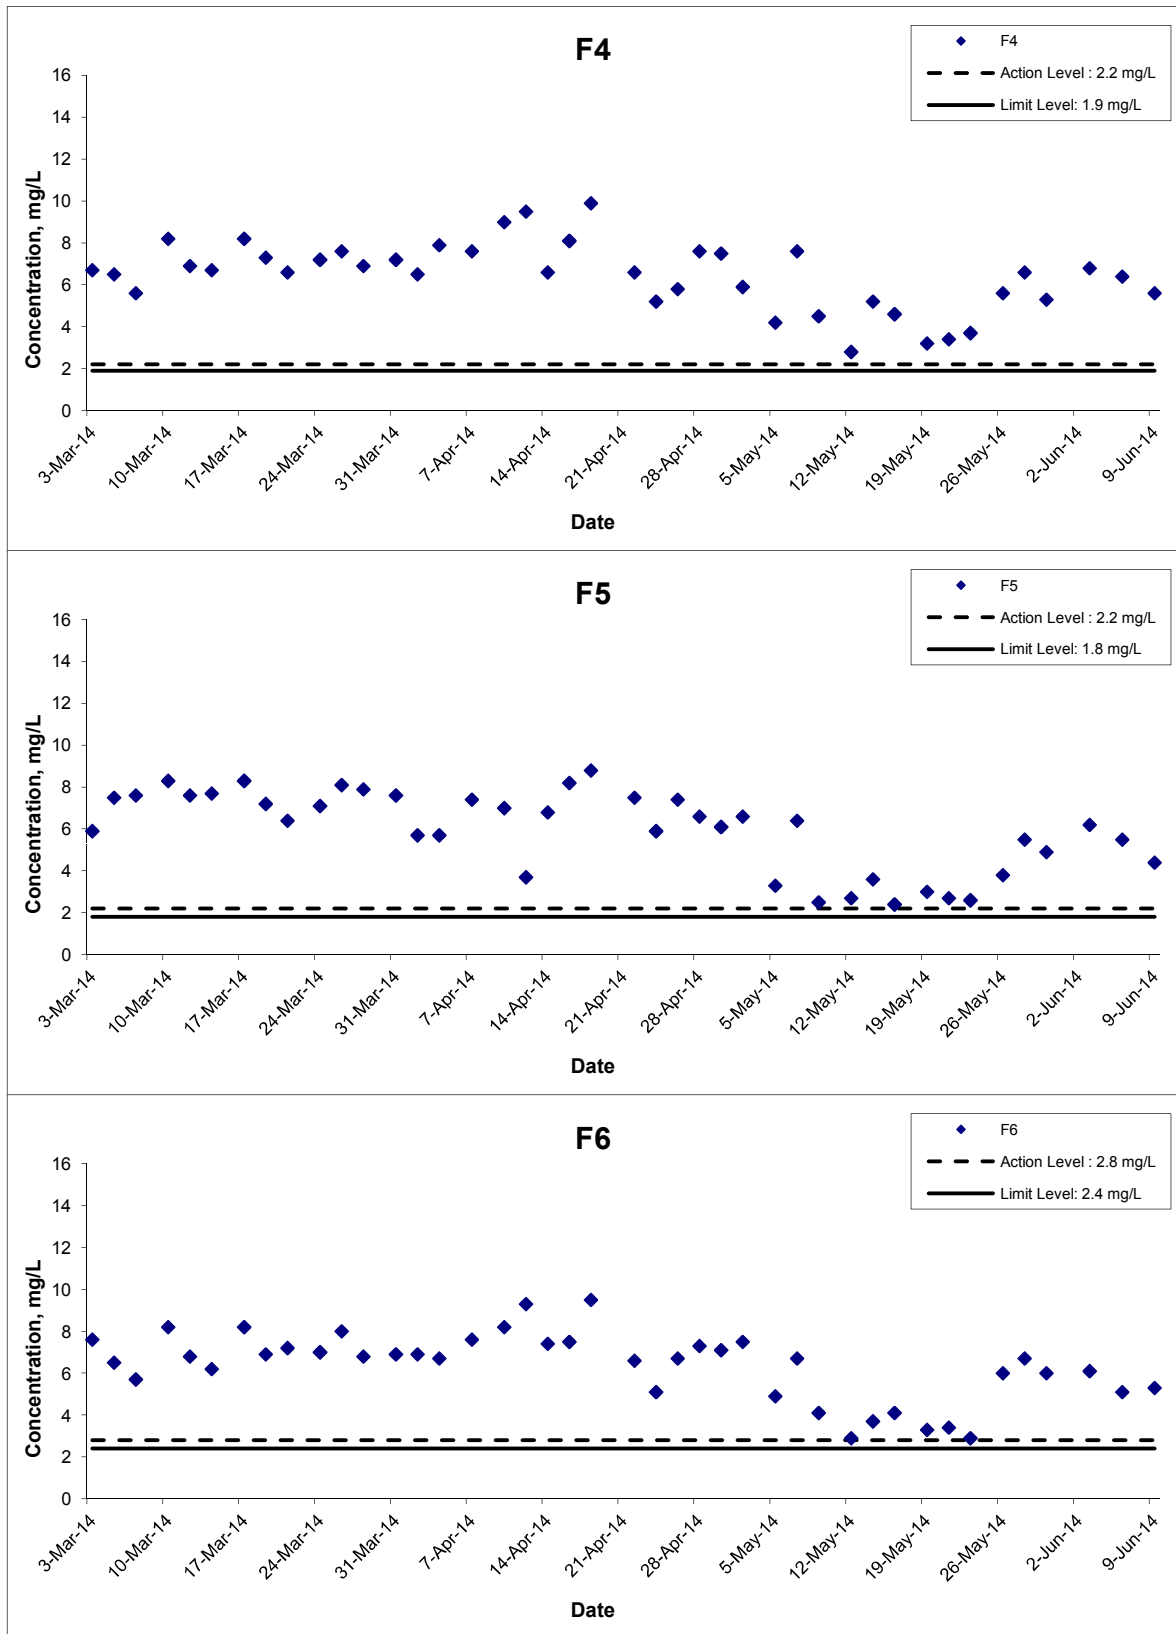 F4
F4
Action Level : 2.2 mg/L
Limit Level: 1.9 mg/L
Concentration, mg/L
16
14
12
10
8
6
4
2
0
3-Mar-14
10-Mar-14
17-Mar-14
24-Mar-14
31-Mar-14
7-Apr-14
14-Apr-14
21-Apr-14
28-Apr-14
5-May-14
12-May-14
19-May-14
26-May-14
2-Jun-14
9-Jun-14
Date
F5
F5
Action Level : 2.2 mg/L
Limit Level: 1.8 mg/L
Concentration, mg/L
16
14
12
10
8
6
4
2
0
3-Mar-14
10-Mar-14
17-Mar-14
24-Mar-14
31-Mar-14
7-Apr-14
14-Apr-14
21-Apr-14
28-Apr-14
5-May-14
12-May-14
19-May-14
26-May-14
2-Jun-14
9-Jun-14
Date
F6
F6
Action Level : 2.8 mg/L
Limit Level: 2.4 mg/L
Concentration, mg/L
16
14
12
10
8
6
4
2
0
3-Mar-14
10-Mar-14
17-Mar-14
24-Mar-14
31-Mar-14
7-Apr-14
14-Apr-14
21-Apr-14
28-Apr-14
5-May-14
12-May-14
19-May-14
26-May-14
2-Jun-14
9-Jun-14
Date